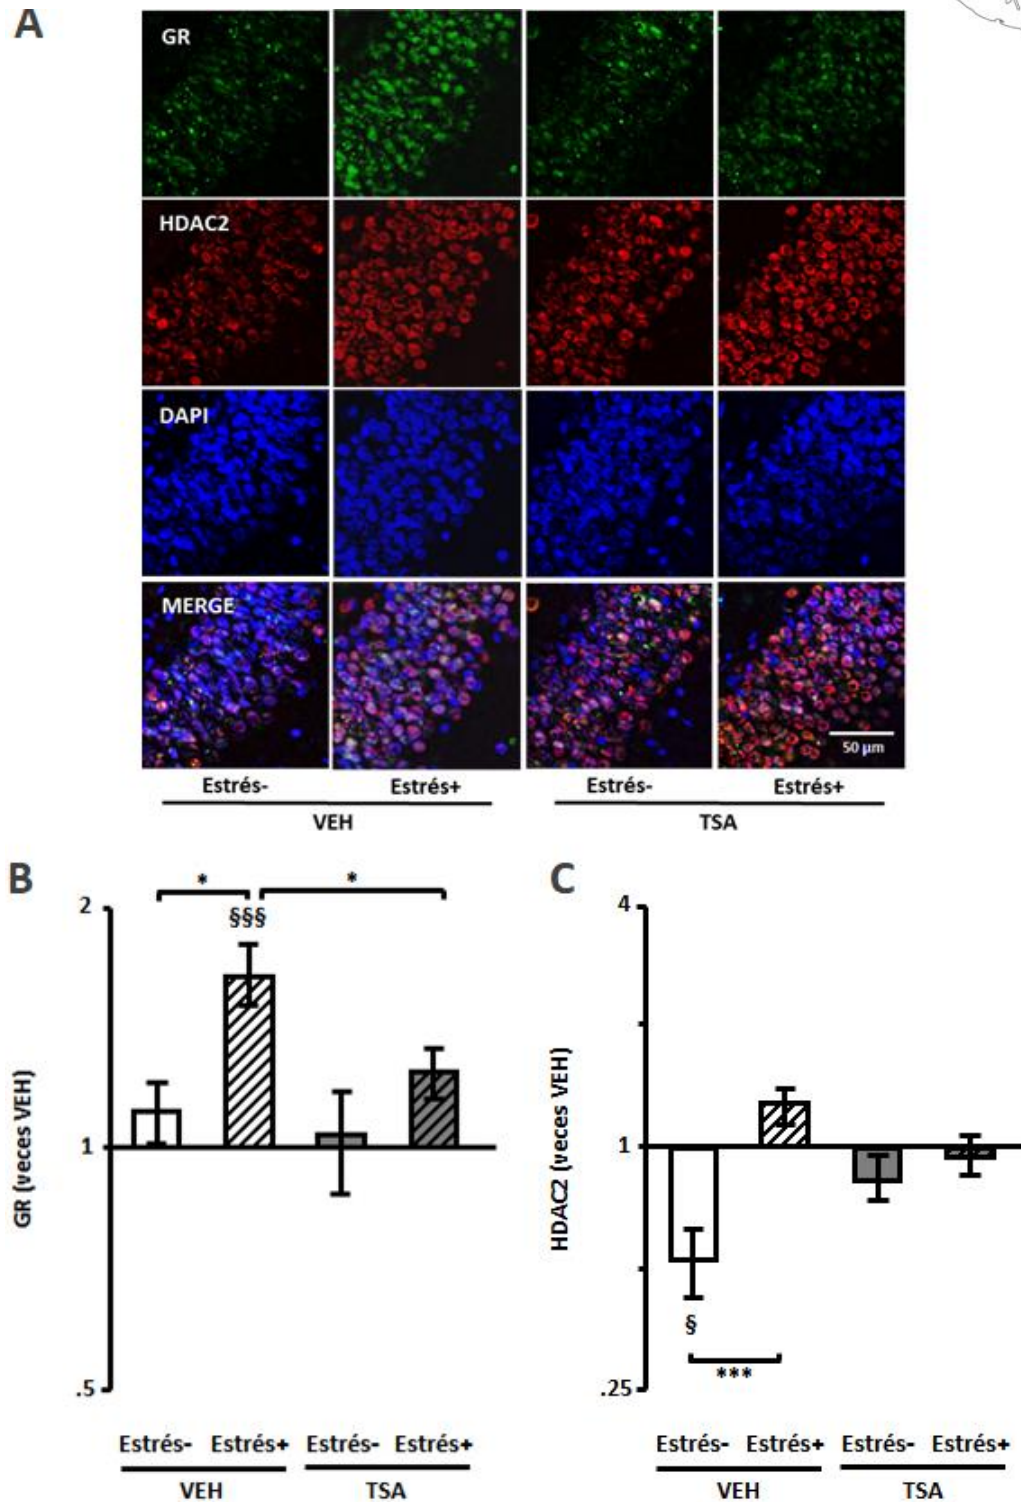 A
GR
HDAC2
DAPI
MERGE
50 µm
Estrés- Estrés+ Estrés- Estrés+
VEH TSA
B
* *
2
§§§
1
.5
GR (veces VEH)
Estrés- Estrés+ Estrés- Estrés+
VEH TSA
C
4
1
§
***
.25
HDAC2 (veces VEH)
Estrés- Estrés+ Estrés- Estrés+
VEH TSA